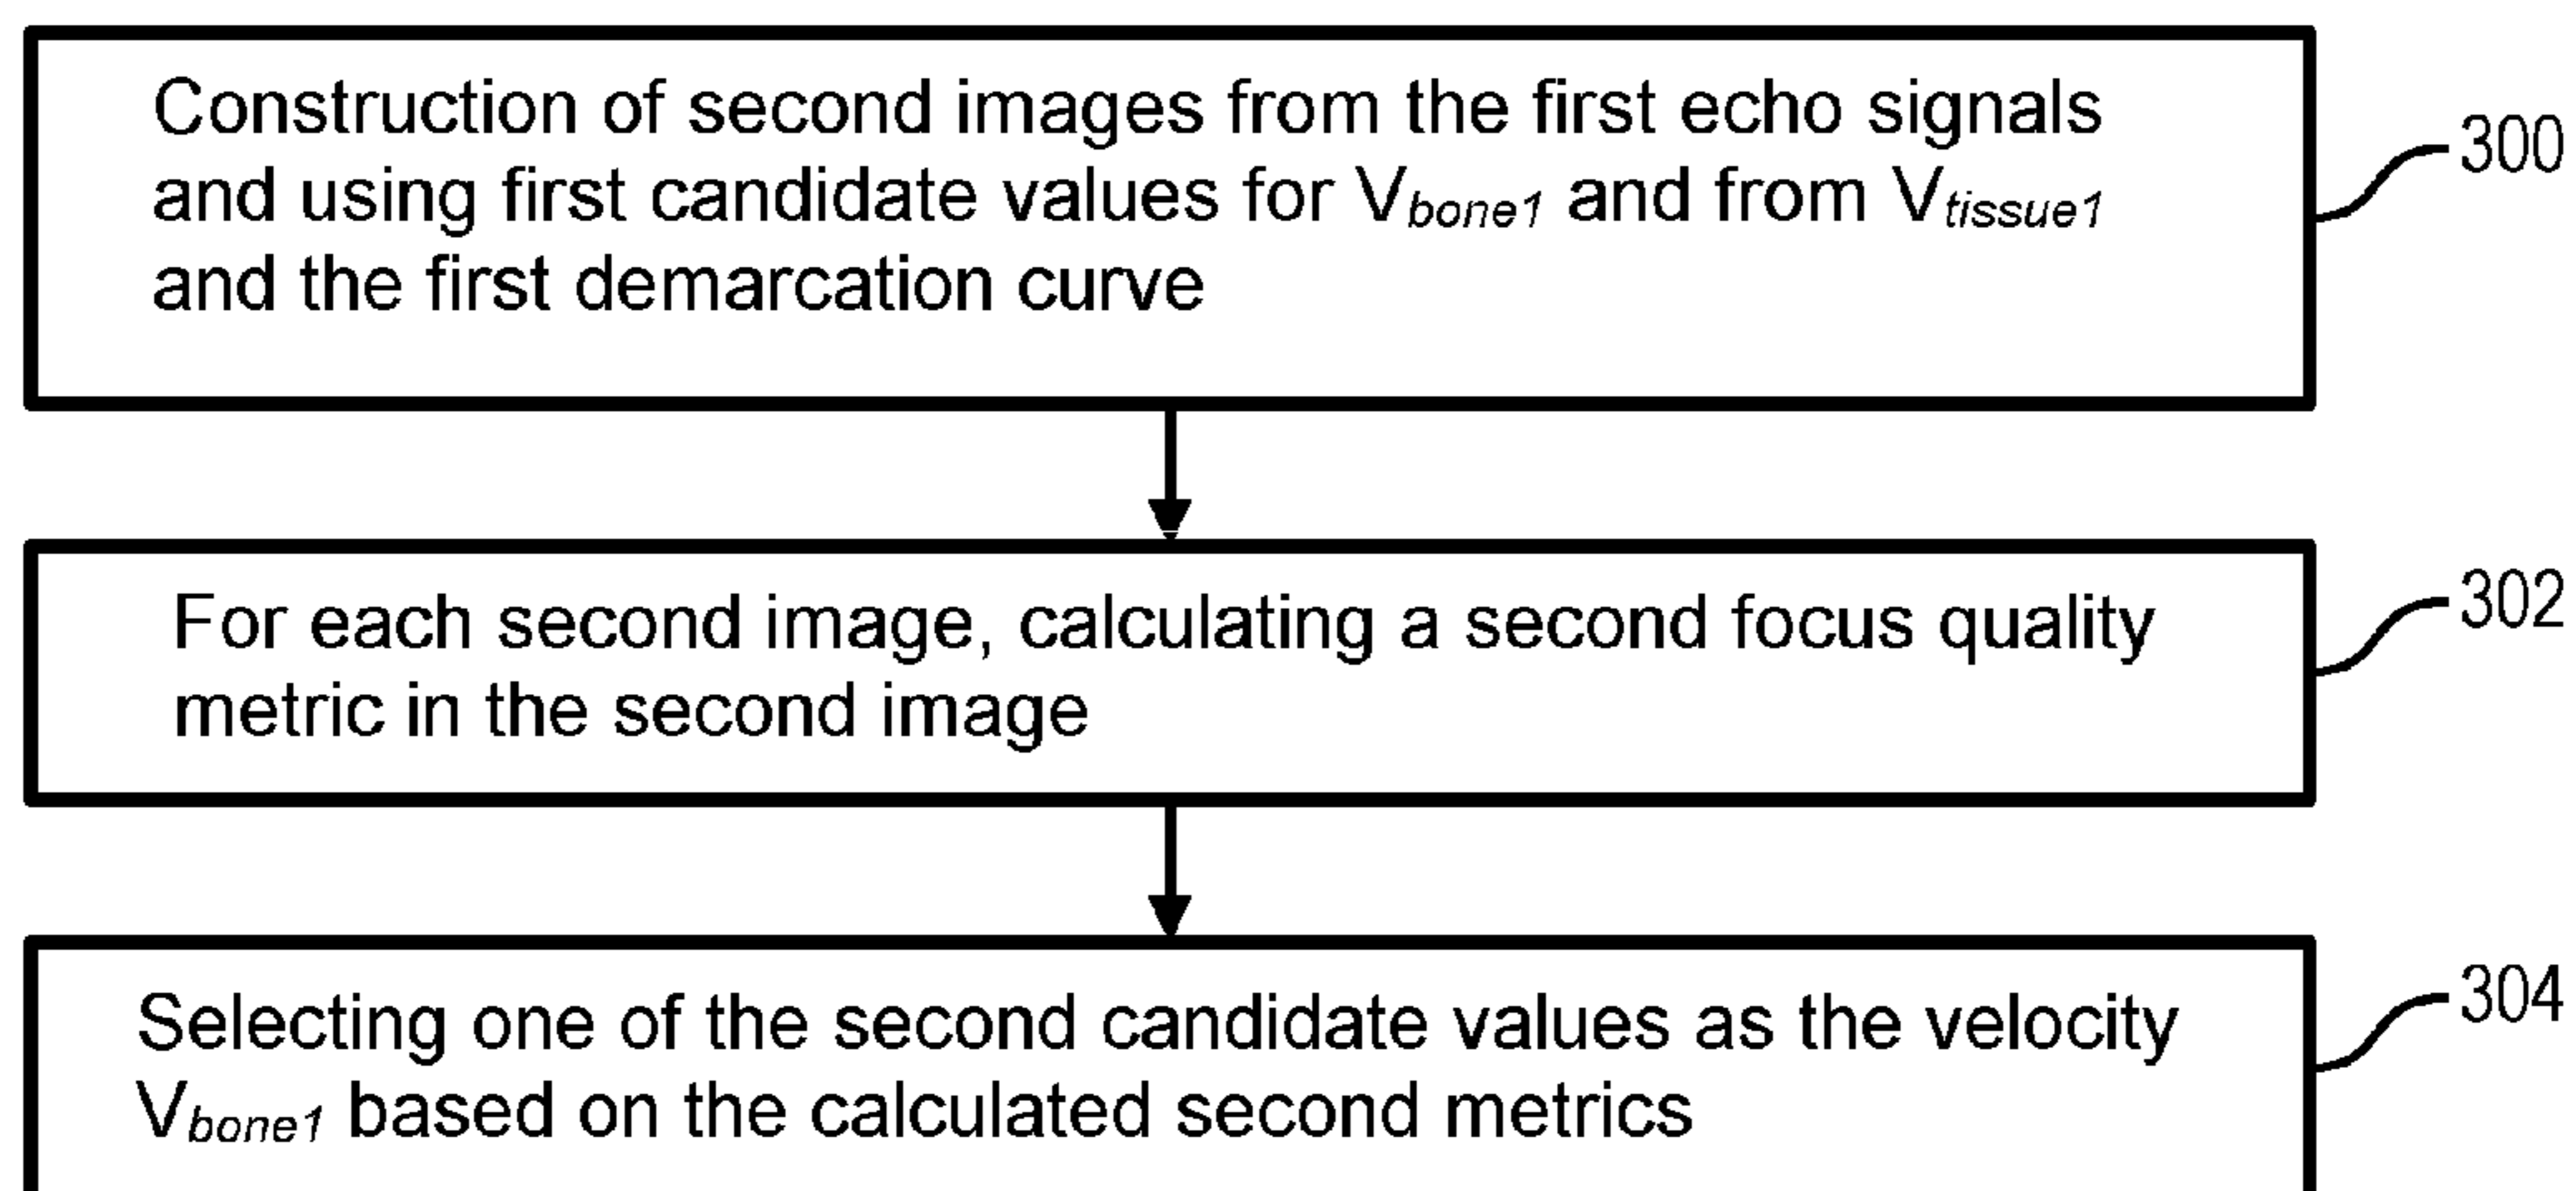 Construction of second images from the first echo signals
and using first candidate values for Vbone1 and from Vtissue1
and the first demarcation curve
300
For each second image, calculating a second focus quality
metric in the second image
302
Selecting one of the second candidate values as the velocity
Vbone1 based on the calculated second metrics
304